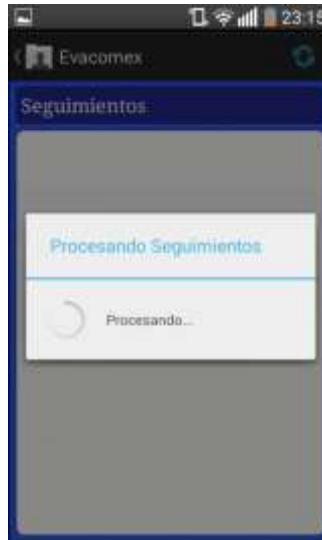 23:15
Evacomex
Seguimientos
Procesando Seguimientos
Procesando...